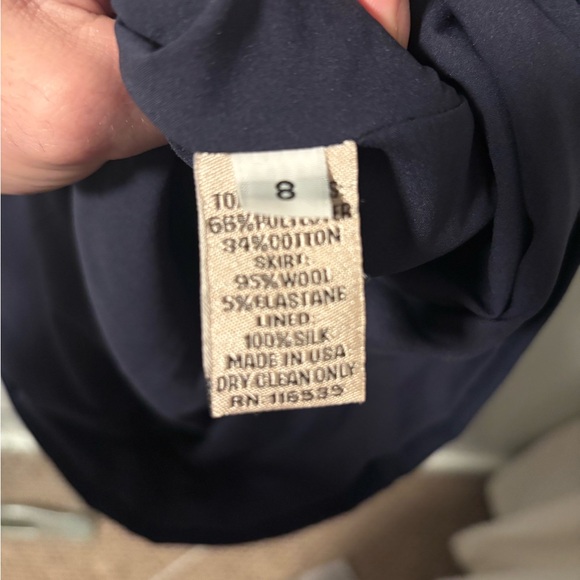 8
66%POLYESTER
34%COTTON
SKIRT:
95%WOOL
5%ELASTANE
LINED:
100%SILK
MADE IN USA
DRY CLEAN ONLY
RN 116539